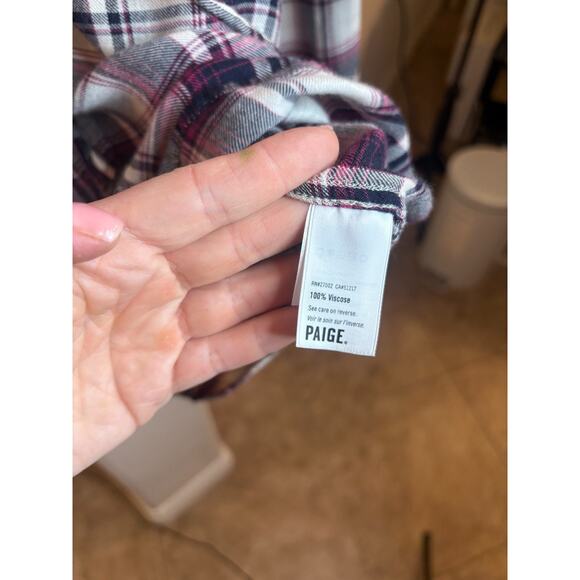 RN#27002 CA#51217
100% Viscose
See care on reverse.
Voir le soin sur l'inverse.
PAIGE.